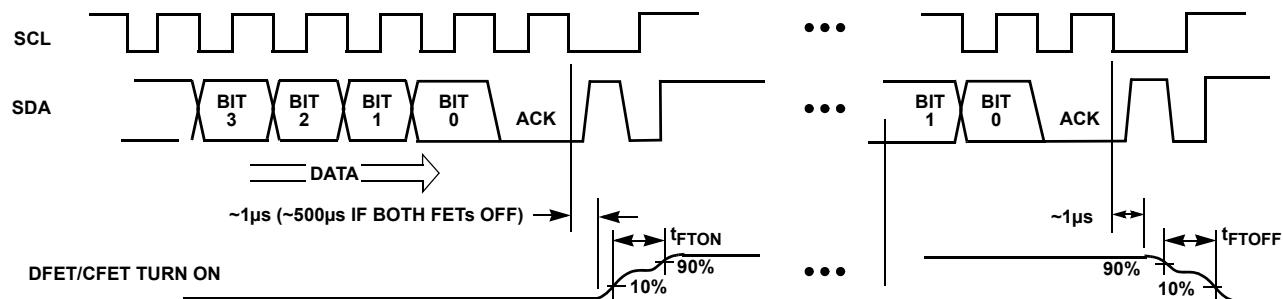 SCL
SDA
BIT 3
BIT 2
BIT 1
BIT 0
ACK
BIT 1
BIT 0
ACK
DATA
~1µs (~500µs IF BOTH FETs OFF)
tFTON
~1µs
tFTOFF
DFET/CFET TURN ON
10%
90%
90%
10%